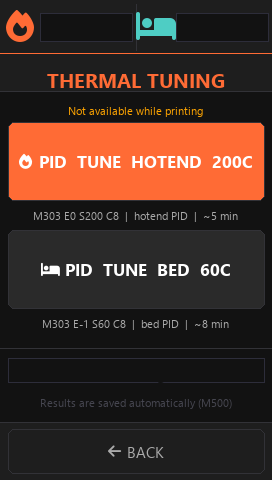 THERMAL TUNING
Not available while printing
PID TUNE HOTEND 200C
M303 E0 S200 C8 | hotend PID | ~5 min
PID TUNE BED 60C
M303 E-1 S60 C8 | bed PID | ~8 min
Results are saved automatically (M500)
BACK